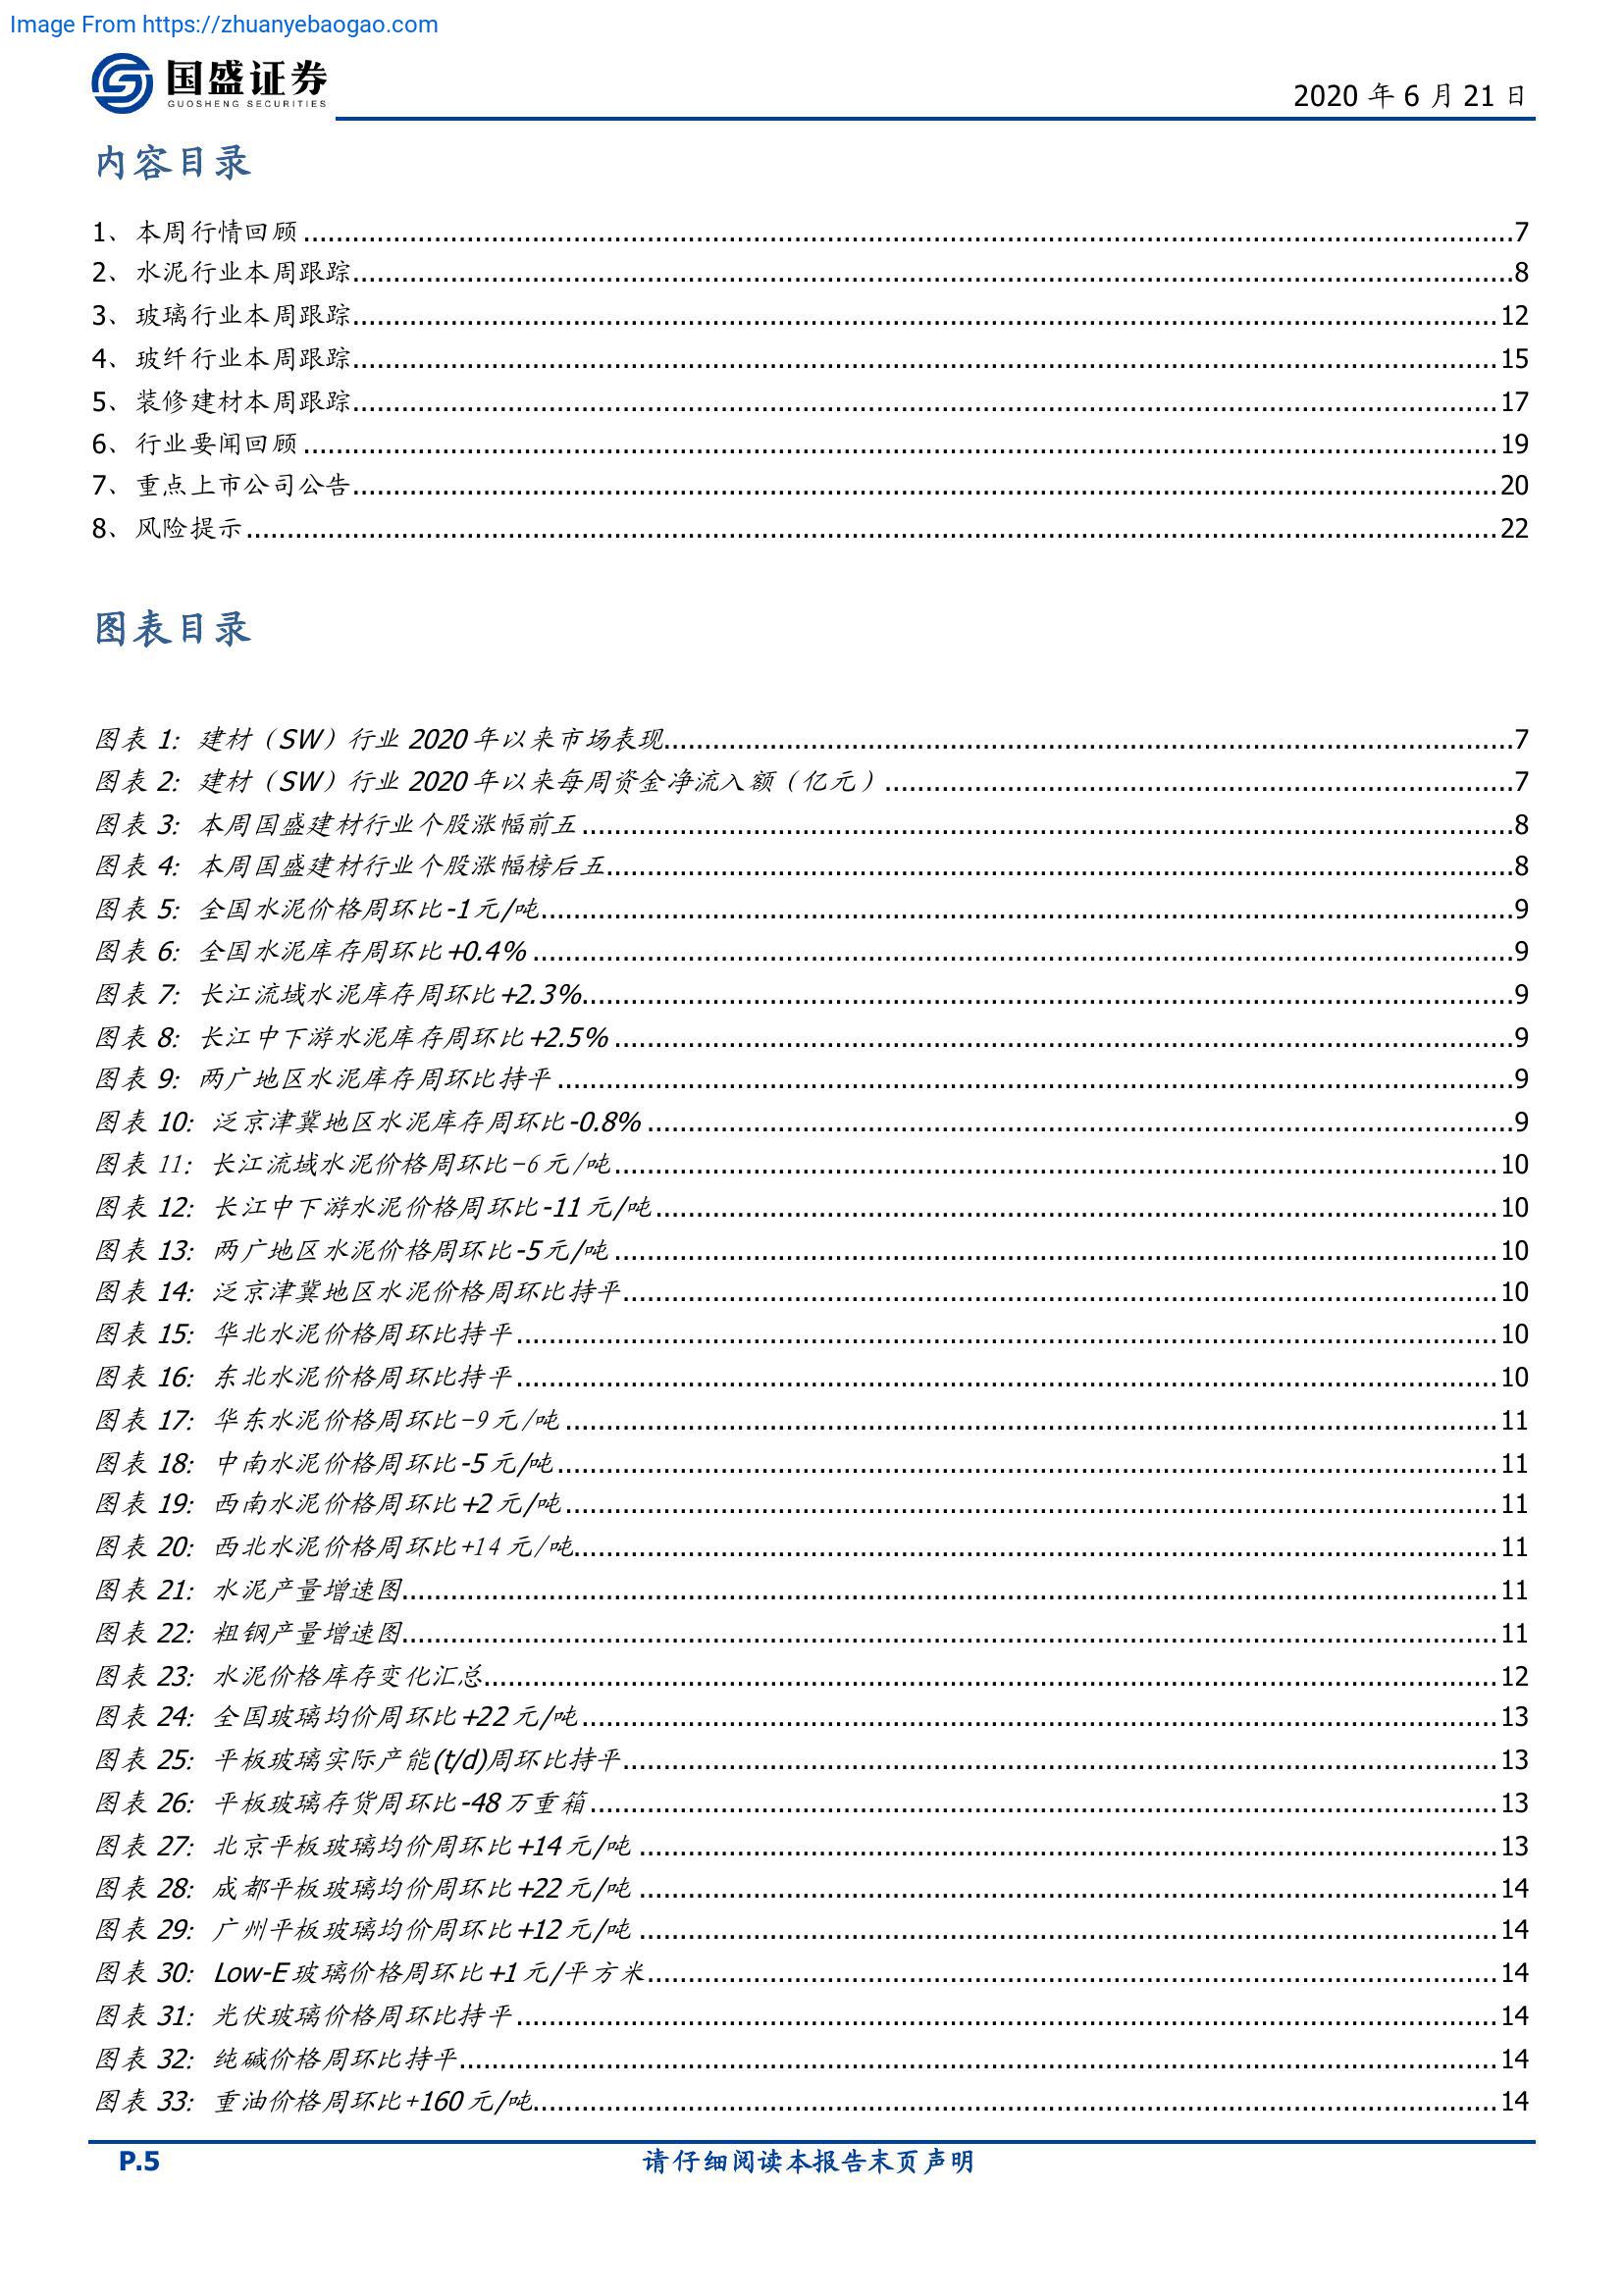 Image From https://zhuanyebaogao.com
国盛证券
GUOSHENG SECURITIES
2020 年 6 月 21 日
内容目录
1、本周行情回顾 ........ 7
2、水泥行业本周跟踪 ........ 8
3、玻璃行业本周跟踪 ........ 12
4、玻纤行业本周跟踪 ........ 15
5、装修建材本周跟踪 ........ 17
6、行业要闻回顾 ........ 19
7、重点上市公司公告 ........ 20
8、风险提示 ........ 22
图表目录
图表 1：建材（SW）行业 2020 年以来市场表现 ........ 7
图表 2：建材（SW）行业 2020 年以来每周资金净流入额（亿元） ........ 7
图表 3：本周国盛建材行业个股涨幅前五 ........ 8
图表 4：本周国盛建材行业个股涨幅榜后五 ........ 8
图表 5：全国水泥价格周环比-1 元/吨 ........ 9
图表 6：全国水泥库存周环比+0.4% ........ 9
图表 7：长江流域水泥库存周环比+2.3% ........ 9
图表 8：长江中下游水泥库存周环比+2.5% ........ 9
图表 9：两广地区水泥库存周环比持平 ........ 9
图表 10：泛京津冀地区水泥库存周环比-0.8% ........ 9
图表 11：长江流域水泥价格周环比-6 元/吨 ........ 10
图表 12：长江中下游水泥价格周环比-11 元/吨 ........ 10
图表 13：两广地区水泥价格周环比-5 元/吨 ........ 10
图表 14：泛京津冀地区水泥价格周环比持平 ........ 10
图表 15：华北水泥价格周环比持平 ........ 10
图表 16：东北水泥价格周环比持平 ........ 10
图表 17：华东水泥价格周环比-9 元/吨 ........ 11
图表 18：中南水泥价格周环比-5 元/吨 ........ 11
图表 19：西南水泥价格周环比+2 元/吨 ........ 11
图表 20：西北水泥价格周环比+14 元/吨 ........ 11
图表 21：水泥产量增速图 ........ 11
图表 22：粗钢产量增速图 ........ 11
图表 23：水泥价格库存变化汇总 ........ 12
图表 24：全国玻璃均价周环比+22 元/吨 ........ 13
图表 25：平板玻璃实际产能(t/d)周环比持平 ........ 13
图表 26：平板玻璃存货周环比-48 万重箱 ........ 13
图表 27：北京平板玻璃均价周环比+14 元/吨 ........ 13
图表 28：成都平板玻璃均价周环比+22 元/吨 ........ 14
图表 29：广州平板玻璃均价周环比+12 元/吨 ........ 14
图表 30：Low-E 玻璃价格周环比+1 元/平方米 ........ 14
图表 31：光伏玻璃价格周环比持平 ........ 14
图表 32：纯碱价格周环比持平 ........ 14
图表 33：重油价格周环比+160 元/吨 ........ 14
P.5
请仔细阅读本报告末页声明